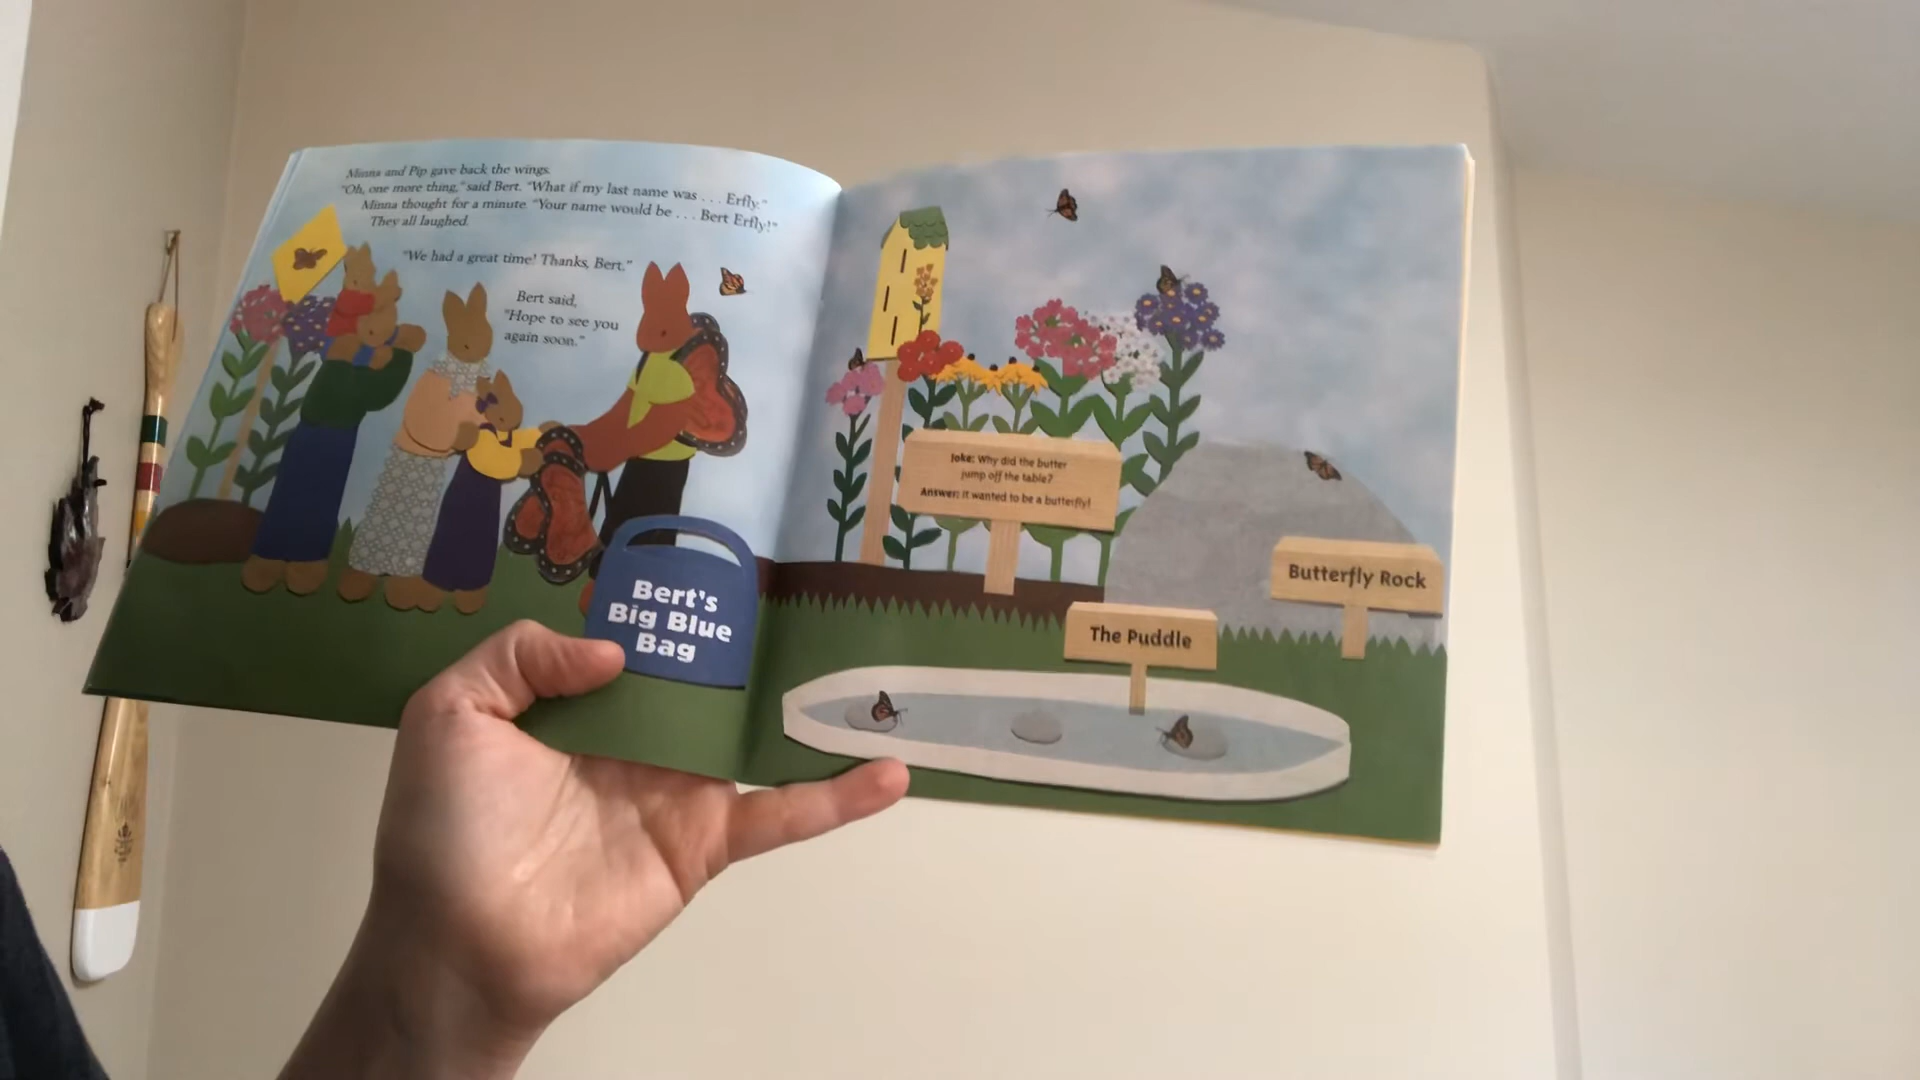 Minna and Pip gave back the wings.
"Oh, one more thing," said Bert. "What if my last name was . . . Erfly."
Minna thought for a minute. "Your name would be . . . Bert Erfly!"
They all laughed.
"We had a great time! Thanks, Bert."
Bert said,
"Hope to see you
again soon."
Bert's
Big Blue
Bag
Joke: Why did the butter
jump off the table?
Answer: It wanted to be a butterfly!
Butterfly Rock
The Puddle